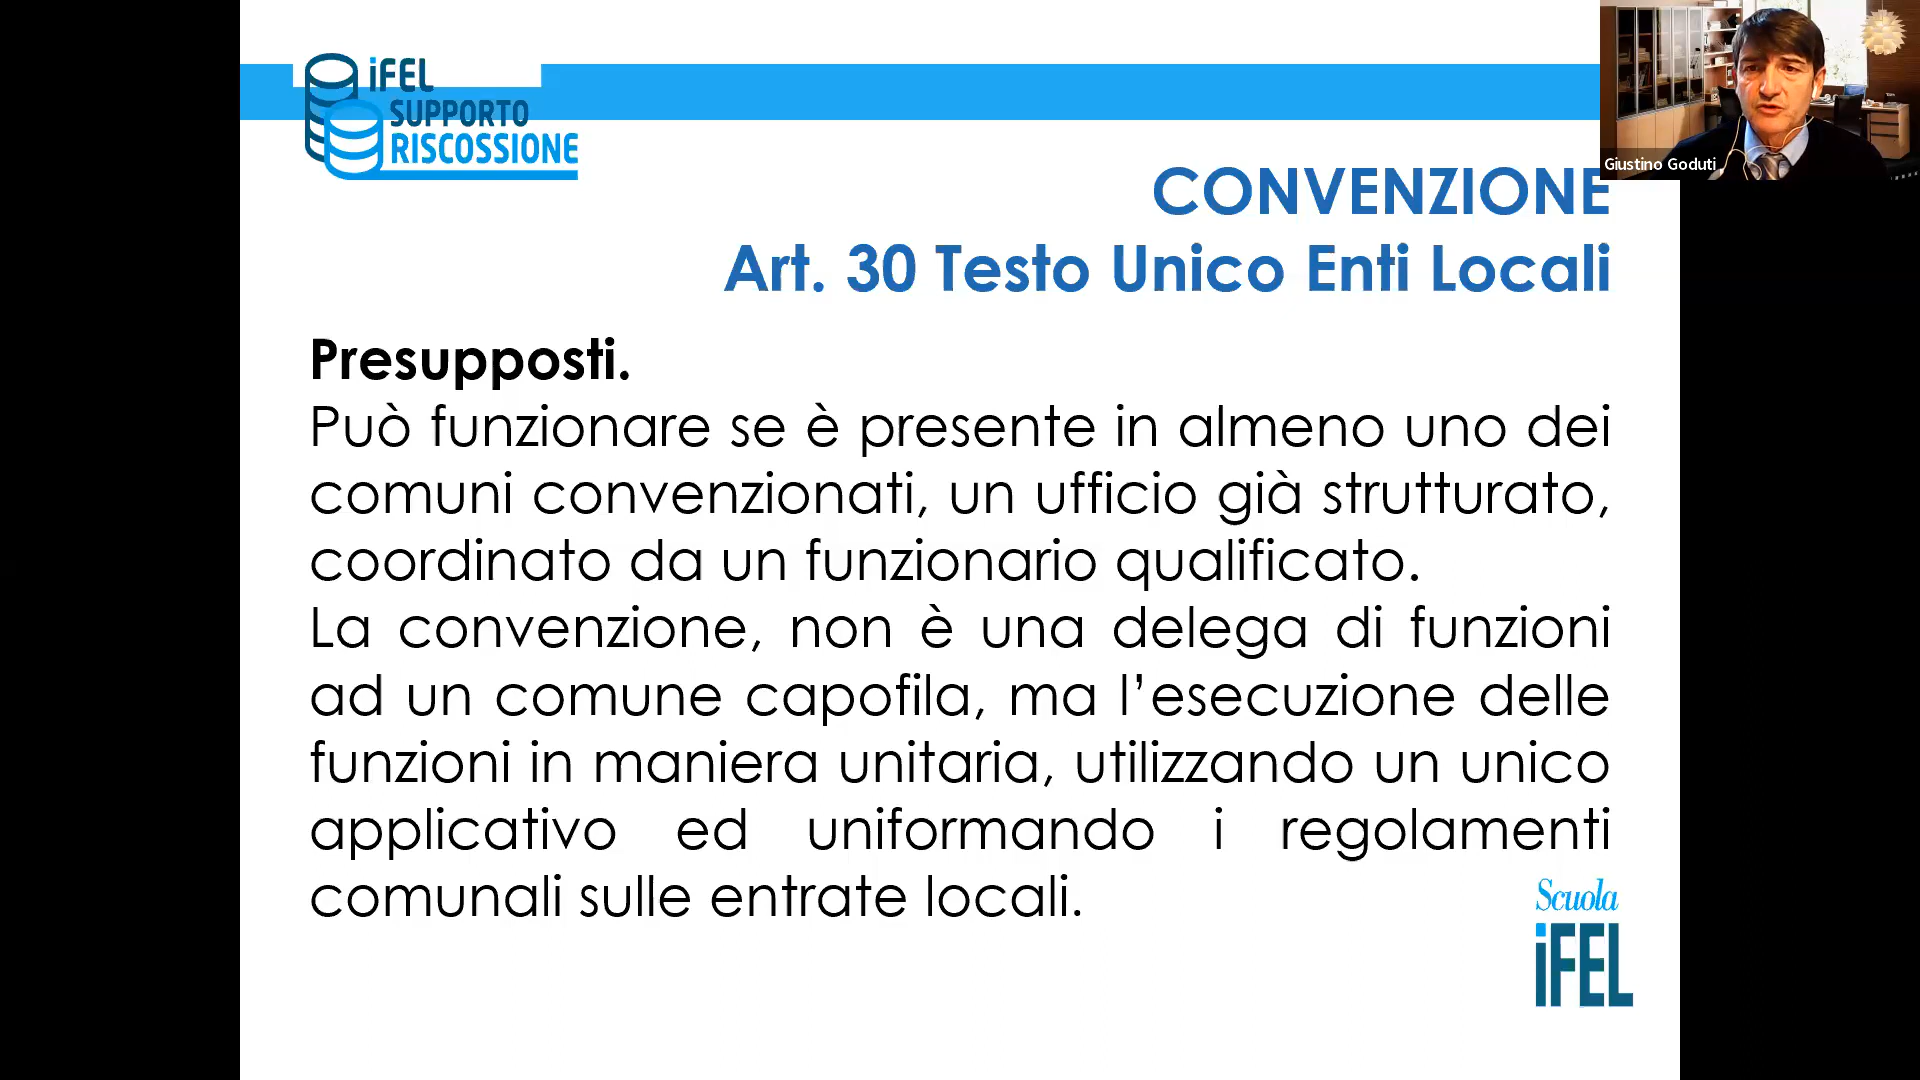 iFEL
SUPPORTO
RISCOSSIONE
Giustino Goduti
CONVENZIONE
Art. 30 Testo Unico Enti Locali
Presupposti.
Può funzionare se è presente in almeno uno dei
comuni convenzionati, un ufficio già strutturato,
coordinato da un funzionario qualificato.
La convenzione, non è una delega di funzioni
ad un comune capofila, ma l’esecuzione delle
funzioni in maniera unitaria, utilizzando un unico
applicativo ed uniformando i regolamenti
comunali sulle entrate locali.
Scuola
iFEL